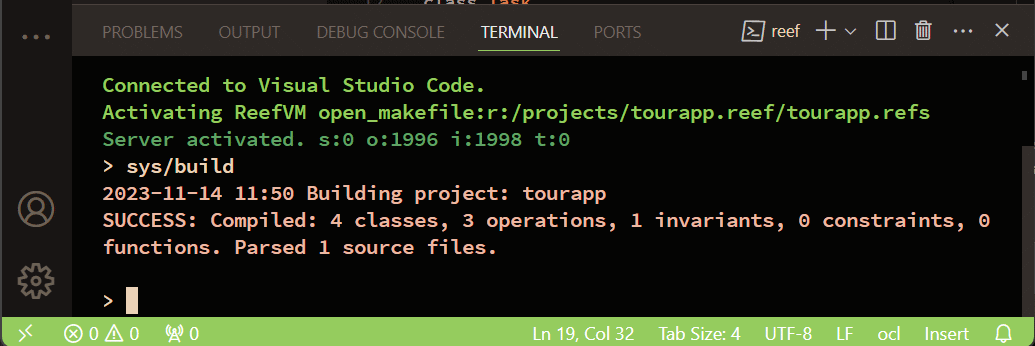 class Task
PROBLEMS OUTPUT DEBUG CONSOLE TERMINAL PORTS reef
Connected to Visual Studio Code.
Activating ReefVM open_makefile:r:/projects/tourapp.reef/tourapp.refs
Server activated. s:0 o:1996 i:1998 t:0
> sys/build
2023-11-14 11:50 Building project: tourapp
SUCCESS: Compiled: 4 classes, 3 operations, 1 invariants, 0 constraints, 0
functions. Parsed 1 source files.
>
0 0 0 Ln 19, Col 32 Tab Size: 4 UTF-8 LF ocl Insert